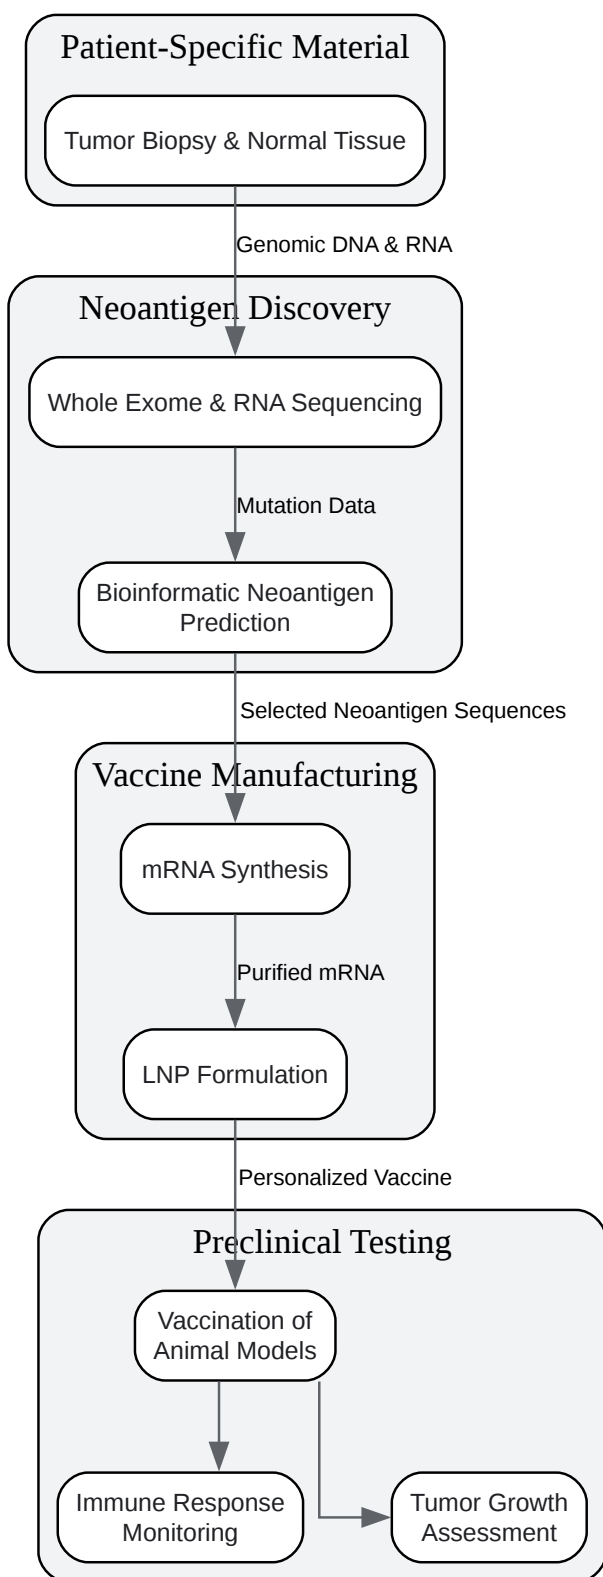 Patient-Specific Material
Tumor Biopsy & Normal Tissue
Genomic DNA & RNA
Neoantigen Discovery
Whole Exome & RNA Sequencing
Mutation Data
Bioinformatic Neoantigen
Prediction
Selected Neoantigen Sequences
Vaccine Manufacturing
mRNA Synthesis
Purified mRNA
LNP Formulation
Personalized Vaccine
Preclinical Testing
Vaccination of
Animal Models
Immune Response
Monitoring
Tumor Growth
Assessment